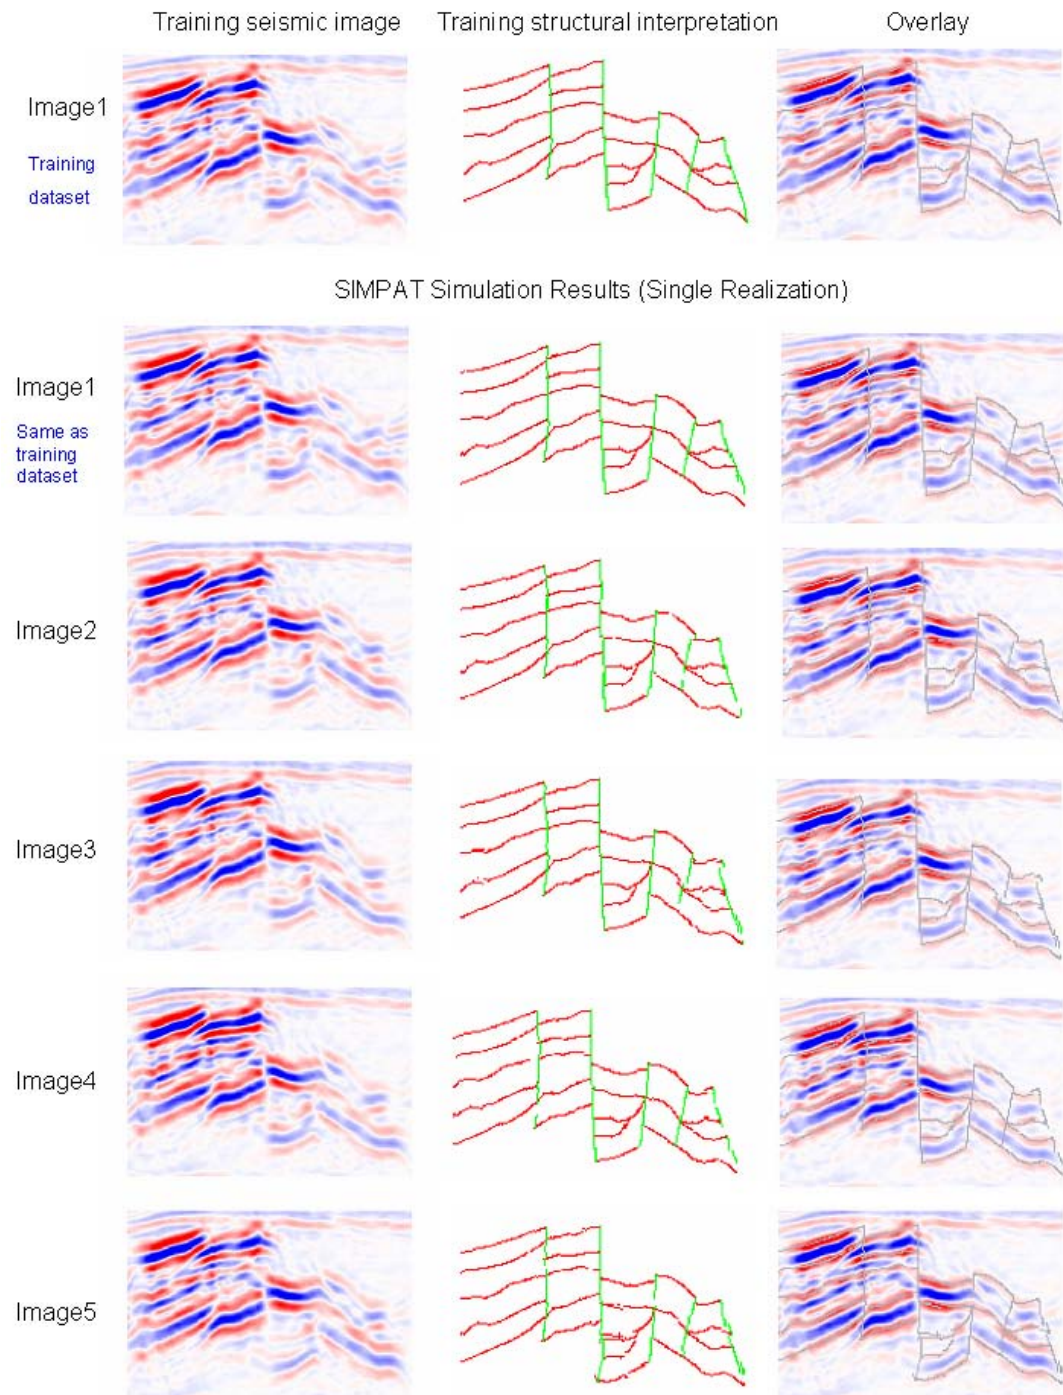 Training seismic image Training structural interpretation Overlay
Image1
Training
dataset
SIMPAT Simulation Results (Single Realization)
Image1
Same as
training
dataset
Image2
Image3
Image4
Image5